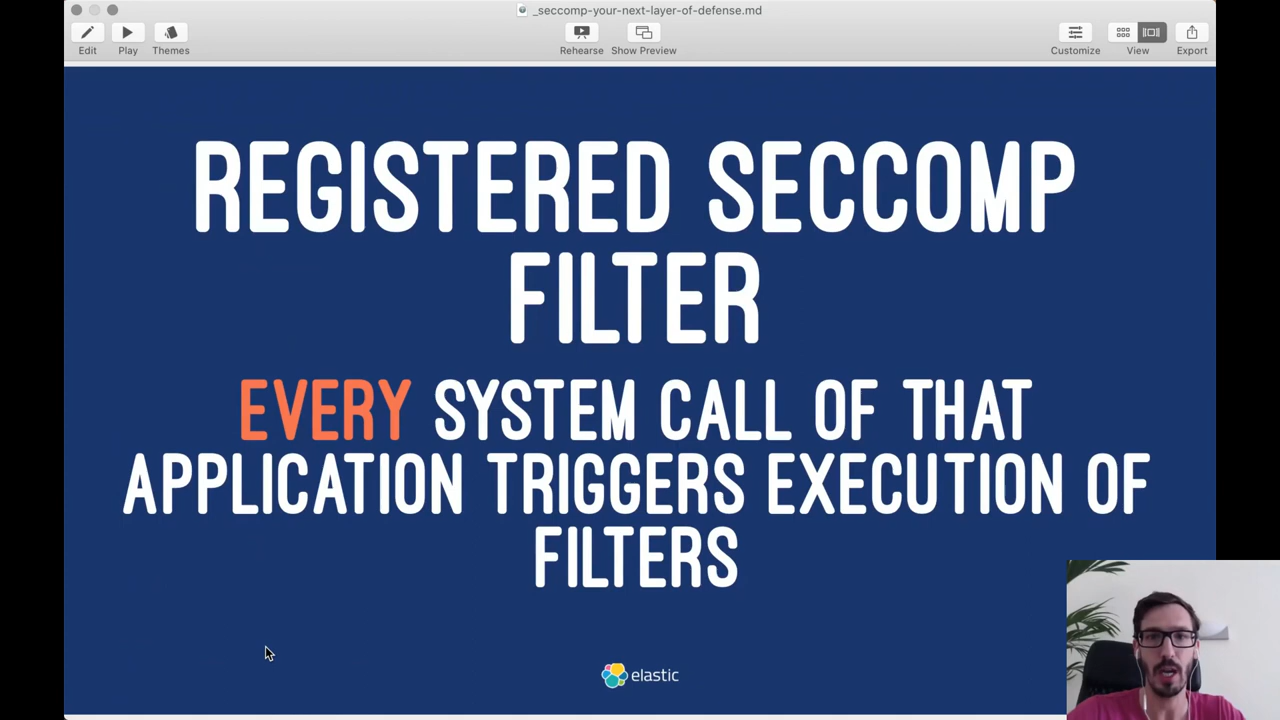 _seccomp-your-next-layer-of-defense.md
Edit
Play
Themes
Rehearse
Show Preview
Customize
View
Export
REGISTERED SECCOMP
FILTER
EVERY SYSTEM CALL OF THAT
APPLICATION TRIGGERS EXECUTION OF
FILTERS
elastic